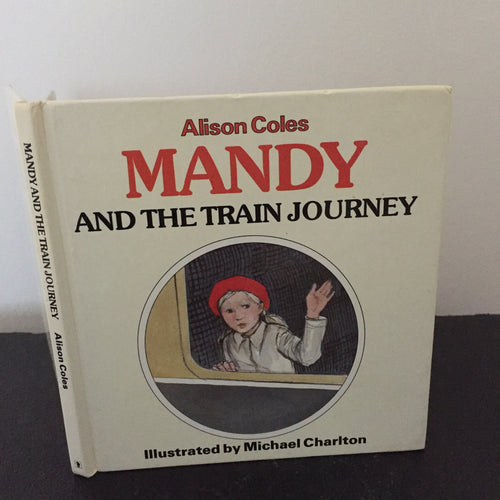 Alison Coles
MANDY
AND THE TRAIN JOURNEY
Illustrated by Michael Charlton
MANDY AND THE TRAIN JOURNEY Alison Coles